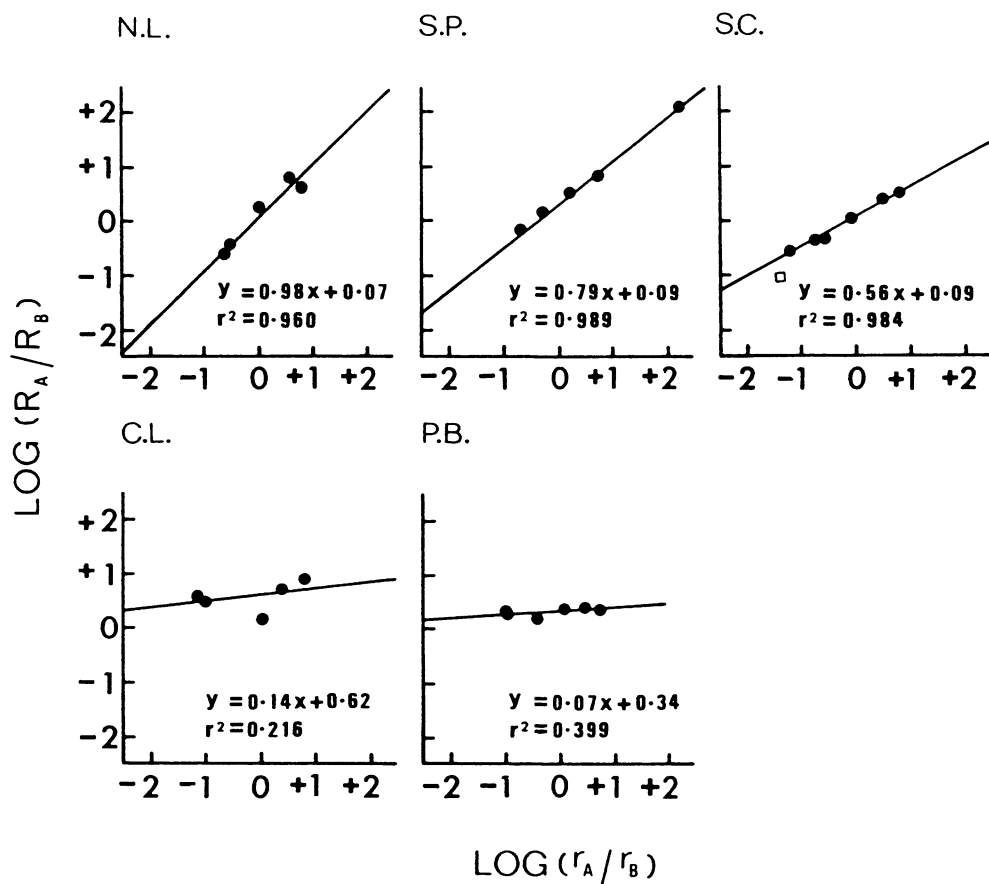 N.L.
S.P.
S.C.
+2
+1
0
-1
-2
y = 0·98x+0·07
r² = 0·960
y = 0·79x+0·09
r² = 0·989
y = 0·56x+0·09
r² = 0·984
-2 -1 0 +1 +2
-2 -1 0 +1 +2
-2 -1 0 +1 +2
LOG (R_A/R_B)
C.L.
P.B.
+2
+1
0
-1
-2
y = 0·14x+0·62
r² = 0·216
y = 0·07x+0·34
r² = 0·399
-2 -1 0 +1 +2
-2 -1 0 +1 +2
LOG (r_A/r_B)